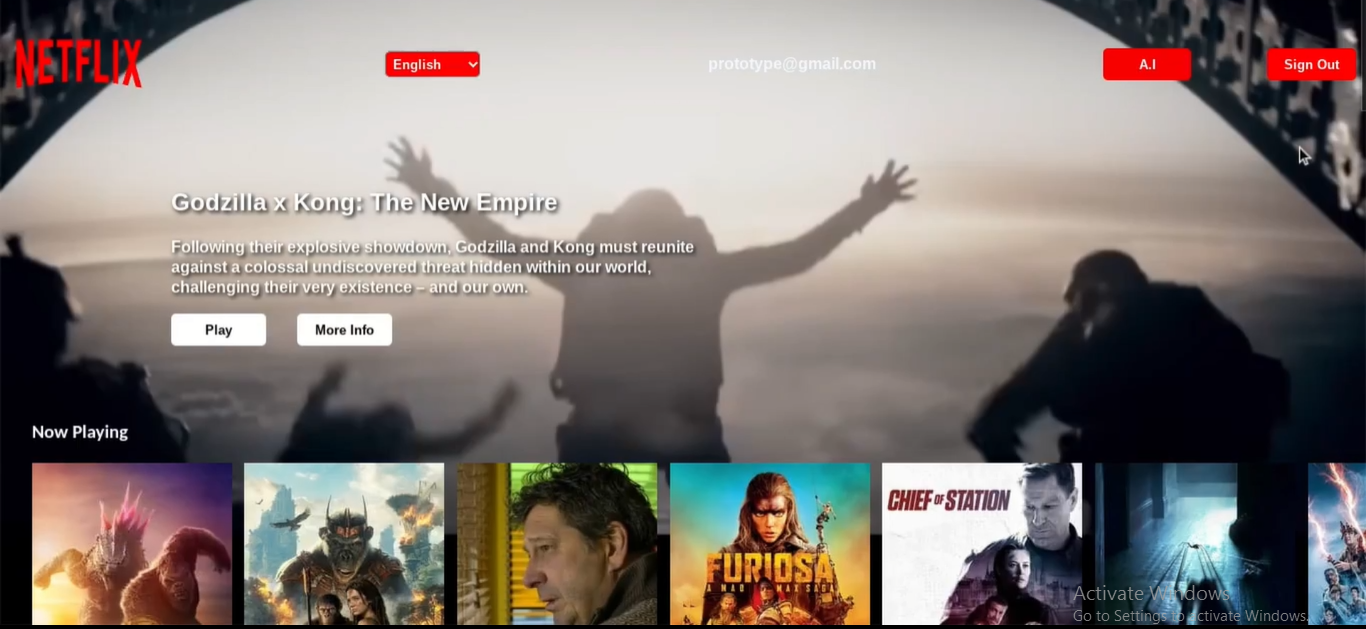 NETFLIX
English
prototype@gmail.com
A.I
Sign Out
Godzilla x Kong: The New Empire
Following their explosive showdown, Godzilla and Kong must reunite
against a colossal undiscovered threat hidden within our world,
challenging their very existence – and our own.
Play
More Info
Now Playing
FURIOSA
A MAD MAX SAGA
CHIEF OF STATION
Activate Windows
Go to Settings to activate Windows.